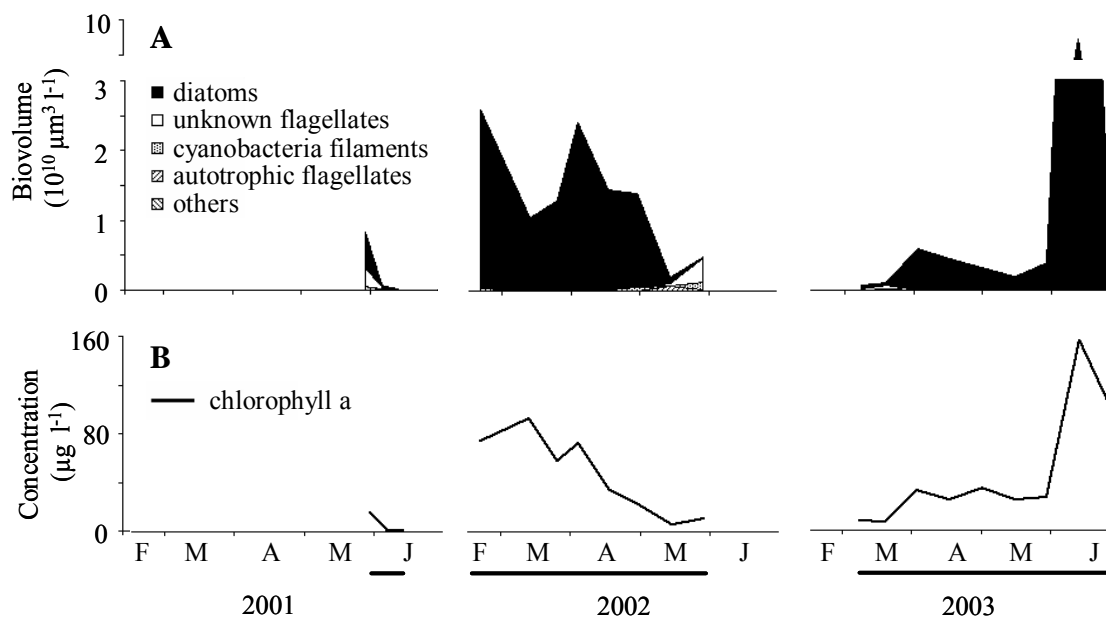 10
A
3
2
1
0
Biovolume
(10¹⁰ µm³ l⁻¹)
diatoms
unknown flagellates
cyanobacteria filaments
autotrophic flagellates
others
160
B
80
0
Concentration
(µg l⁻¹)
chlorophyll a
F M A M J F M A M J F M A M J
2001 2002 2003